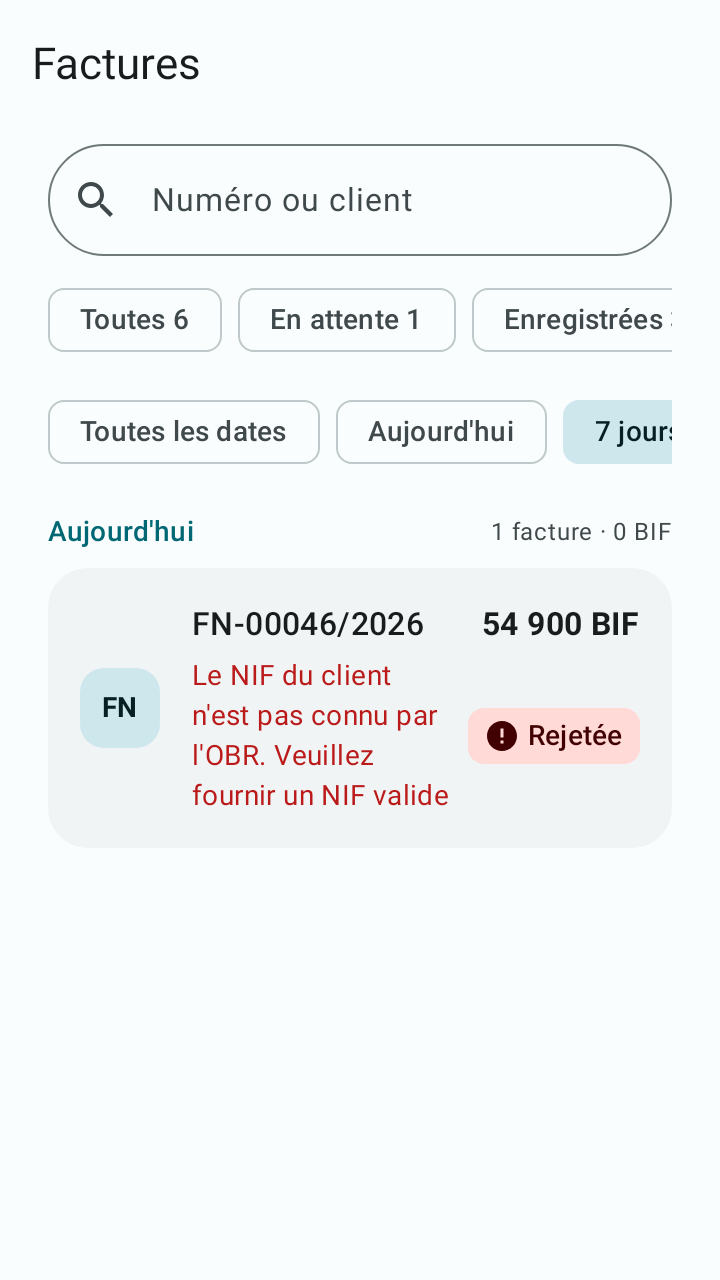 Factures
Numéro ou client
Toutes 6
En attente 1
Enregistrées
Toutes les dates
Aujourd'hui
7 jours
Aujourd'hui
1 facture · 0 BIF
FN-00046/2026
54 900 BIF
FN
Le NIF du client
n'est pas connu par
l'OBR. Veuillez
fournir un NIF valide
Rejetée